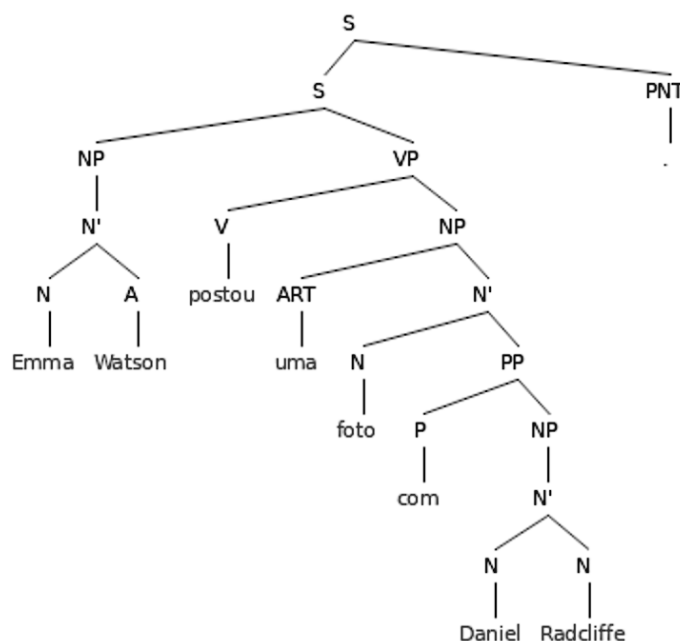 S
S PNT
NP VP .
N' V NP
N A postou ART N'
Emma Watson uma N PP
foto P NP
com N'
N N
Daniel Radcliffe